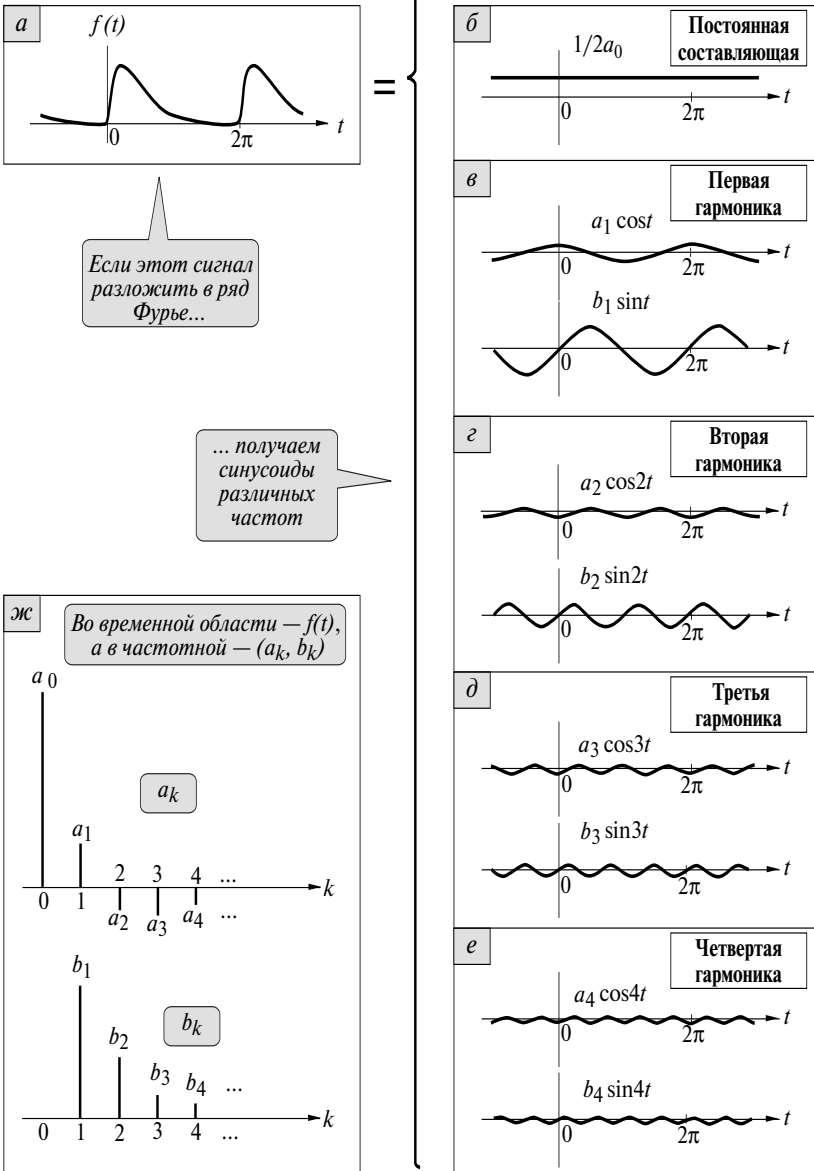 а
f (t)
0
2π
t
=
Если этот сигнал
разложить в ряд
Фурье...
... получаем
синусоиды
различных
частот
б
Постоянная
составляющая
1/2a₀
0
2π
t
в
Первая
гармоника
a₁ cost
0
2π
t
b₁ sint
0
2π
t
г
Вторая
гармоника
a₂ cos2t
0
2π
t
b₂ sin2t
0
2π
t
д
Третья
гармоника
a₃ cos3t
0
2π
t
b₃ sin3t
0
2π
t
е
Четвертая
гармоника
a₄ cos4t
0
2π
t
b₄ sin4t
0
2π
t
ж
Во временной области — f(t),
а в частотной — (aₖ, bₖ)
a₀
aₖ
a₁
2 3 4 ...
0 1
k
a₂ a₃ a₄ ...
b₁
bₖ
b₂
b₃ b₄ ...
0 1 2 3 4 ...
k